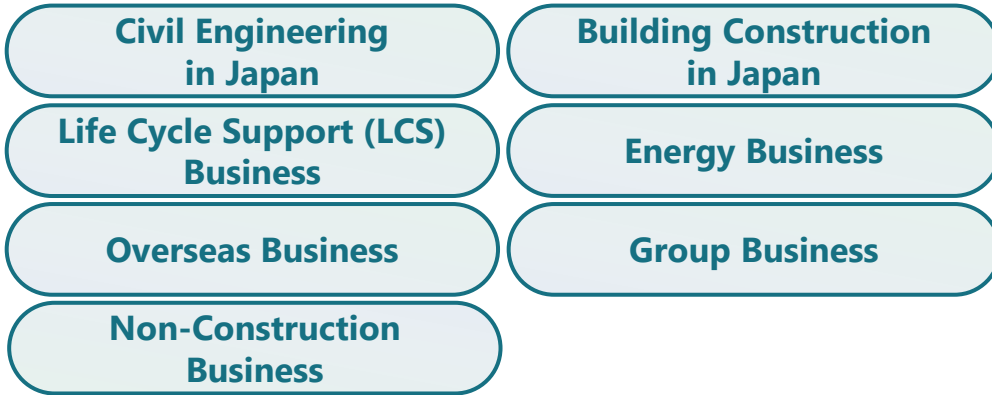 Civil Engineering
in Japan
Building Construction
in Japan
Life Cycle Support (LCS)
Business
Energy Business
Overseas Business
Group Business
Non-Construction
Business